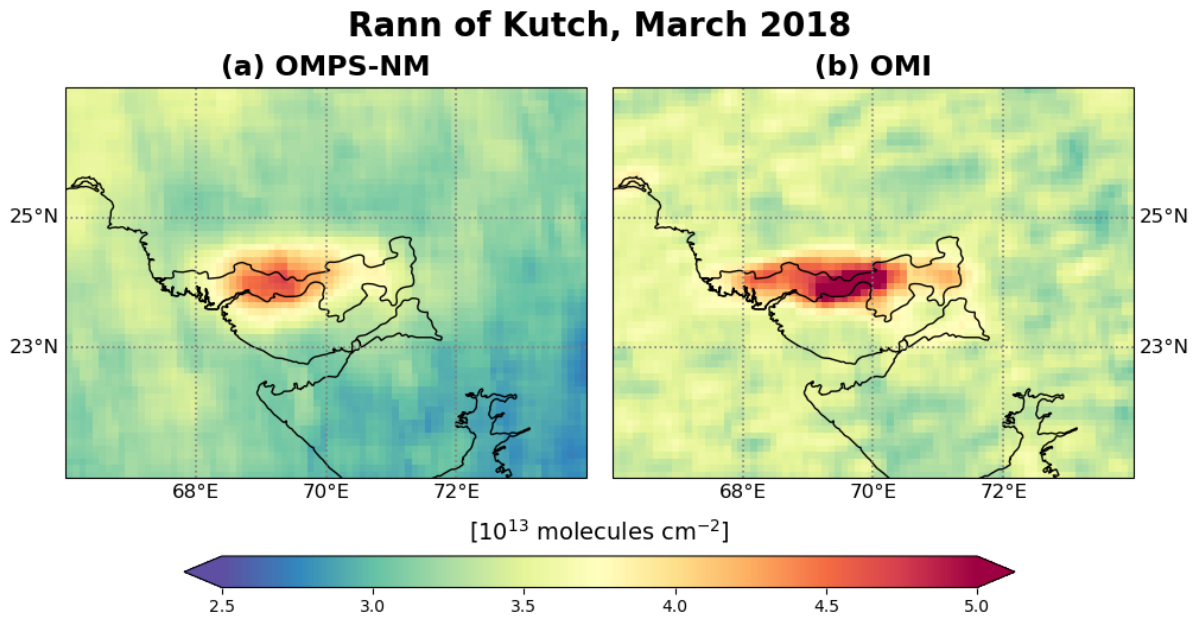 Rann of Kutch, March 2018
(a) OMPS-NM
(b) OMI
25°N
25°N
23°N
23°N
68°E 70°E 72°E
68°E 70°E 72°E
[10¹³ molecules cm⁻²]
2.5 3.0 3.5 4.0 4.5 5.0